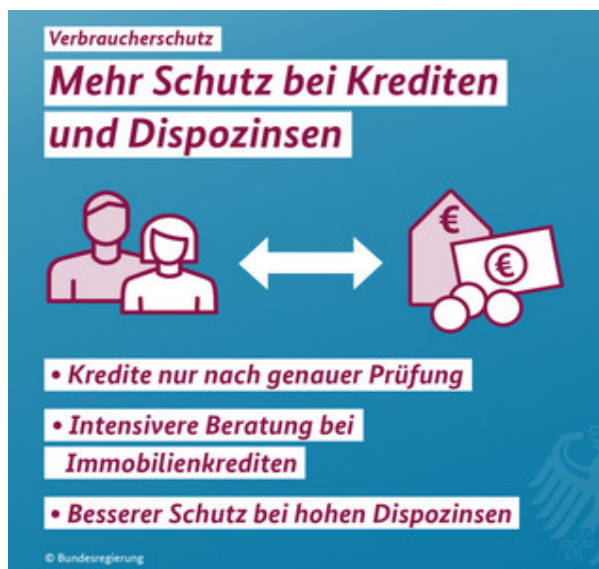 Verbraucherschutz
Mehr Schutz bei Krediten
und Dispozinsen
€
€
• Kredite nur nach genauer Prüfung
• Intensivere Beratung bei
Immobilienkrediten
• Besserer Schutz bei hohen Dispozinsen
© Bundesregierung